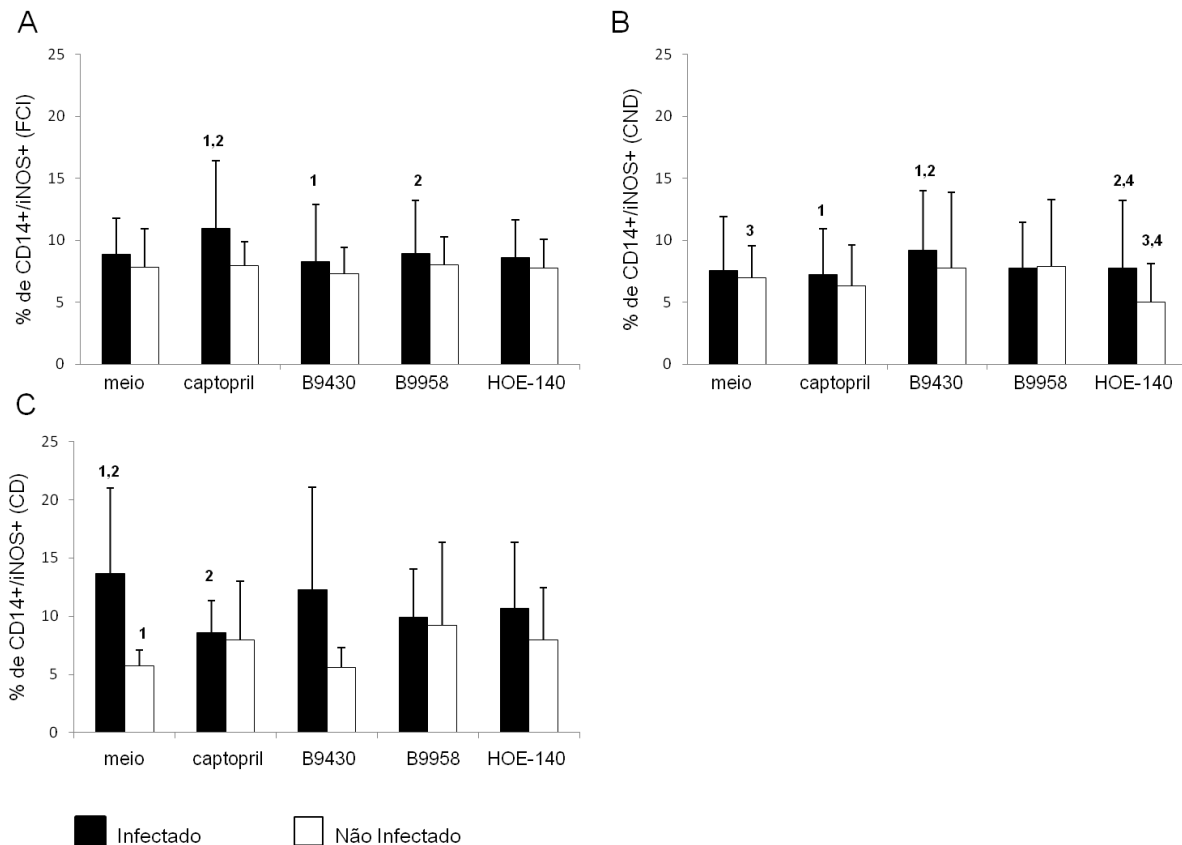 A
% de CD14+/iNOS+ (FCI)
25
20
15
10
5
0
1,2
1
2
meio captopril B9430 B9958 HOE-140
B
% de CD14+/iNOS+ (CND)
25
20
15
10
5
0
3
1
1,2
2,4
3,4
meio captopril B9430 B9958 HOE-140
C
% de CD14+/iNOS+ (CD)
25
20
15
10
5
0
1,2
1
2
meio captopril B9430 B9958 HOE-140
Infectado Não Infectado